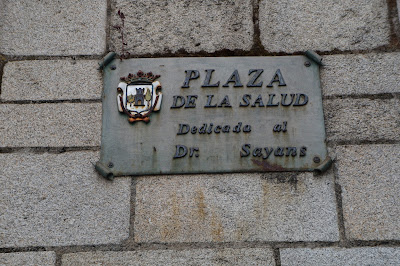 PLAZA
DE LA SALUD
Dedicada al
Dr. Sayans